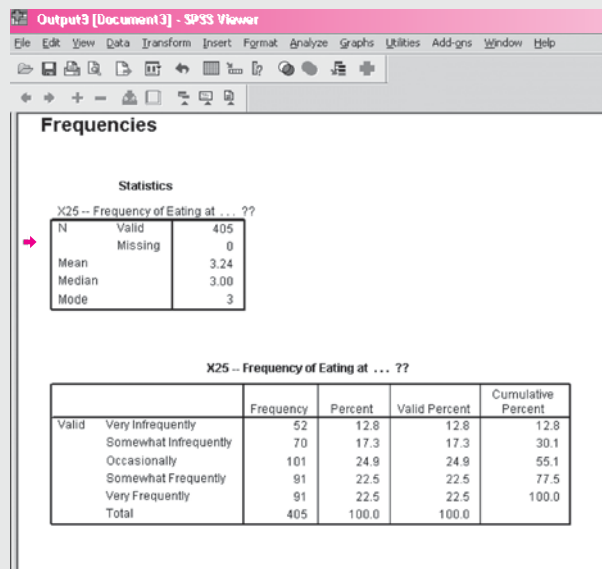 Output3 [Document3] - SPSS Viewer
File Edit View Data Transform Insert Format Analyze Graphs Utilities Add-ons Window Help
Frequencies
Statistics
X25 -- Frequency of Eating at ... ??
N Valid 405
Missing 0
Mean 3.24
Median 3.00
Mode 3
X25 -- Frequency of Eating at ... ??
Frequency Percent Valid Percent Cumulative Percent
Valid Very Infrequently 52 12.8 12.8 12.8
Somewhat Infrequently 70 17.3 17.3 30.1
Occasionally 101 24.9 24.9 55.1
Somewhat Frequently 91 22.5 22.5 77.5
Very Frequently 91 22.5 22.5 100.0
Total 405 100.0 100.0